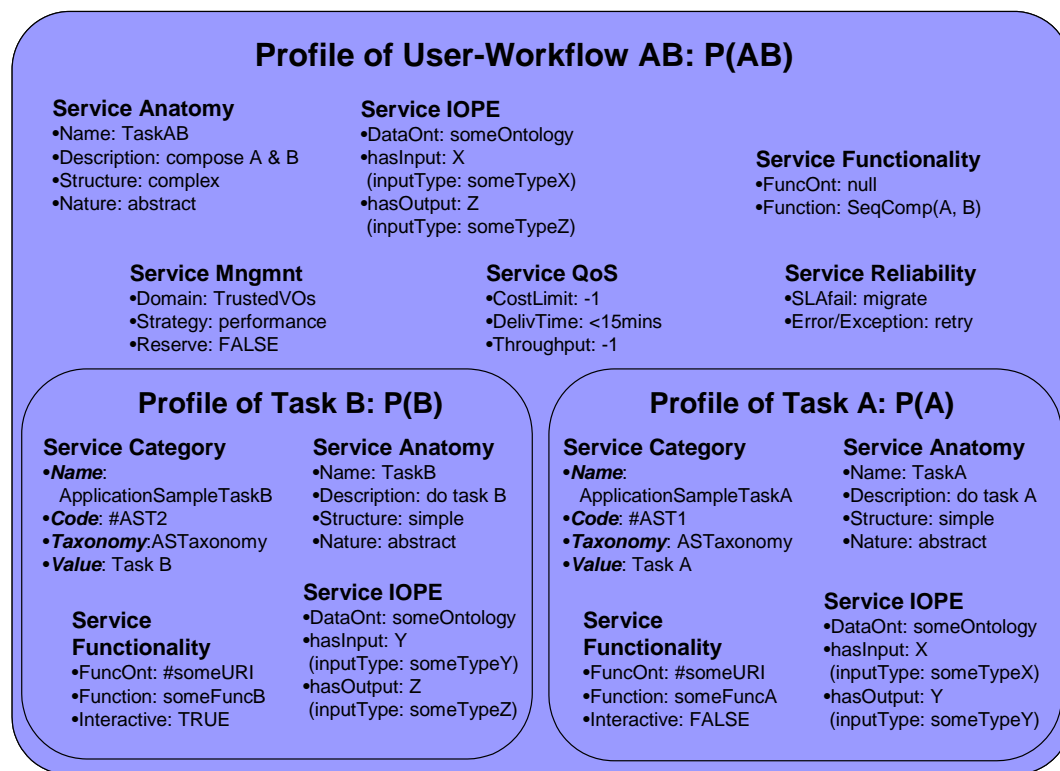 Profile of User-Workflow AB: P(AB)
Service Anatomy
•Name: TaskAB
•Description: compose A & B
•Structure: complex
•Nature: abstract
Service IOPE
•DataOnt: someOntology
•hasInput: X
(inputType: someTypeX)
•hasOutput: Z
(inputType: someTypeZ)
Service Functionality
•FuncOnt: null
•Function: SeqComp(A, B)
Service Mngmnt
•Domain: TrustedVOs
•Strategy: performance
•Reserve: FALSE
Service QoS
•CostLimit: -1
•DelivTime: <15mins
•Throughput: -1
Service Reliability
•SLAfail: migrate
•Error/Exception: retry
Profile of Task B: P(B)
Service Category
•Name:
ApplicationSampleTaskB
•Code: #AST2
•Taxonomy:ASTaxonomy
•Value: Task B
Service Anatomy
•Name: TaskB
•Description: do task B
•Structure: simple
•Nature: abstract
Service
Functionality
•FuncOnt: #someURI
•Function: someFuncB
•Interactive: TRUE
Service IOPE
•DataOnt: someOntology
•hasInput: Y
(inputType: someTypeY)
•hasOutput: Z
(inputType: someTypeZ)
Profile of Task A: P(A)
Service Category
•Name:
ApplicationSampleTaskA
•Code: #AST1
•Taxonomy: ASTaxonomy
•Value: Task A
Service Anatomy
•Name: TaskA
•Description: do task A
•Structure: simple
•Nature: abstract
Service
Functionality
•FuncOnt: #someURI
•Function: someFuncA
•Interactive: FALSE
Service IOPE
•DataOnt: someOntology
•hasInput: X
(inputType: someTypeX)
•hasOutput: Y
(inputType: someTypeY)